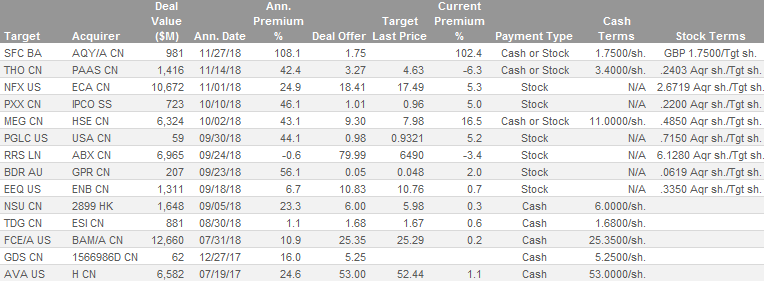 Deal Ann. Current
Value Premium Target Premium Cash
Target Acquirer ($M) Ann. Date % Deal Offer Last Price % Payment Type Terms Stock Terms
SFC BA AQY/A CN 981 11/27/18 108.1 1.75 102.4 Cash or Stock 1.7500/sh. GBP 1.7500/Tgt sh.
THO CN PAAS CN 1,416 11/14/18 42.4 3.27 4.63 -6.3 Cash or Stock 3.4000/sh. .2403 Aqr sh./Tgt sh.
NFX US ECA CN 10,672 11/01/18 24.9 18.41 17.49 5.3 Stock N/A 2.6719 Aqr sh./Tgt sh.
PXX CN IPCO SS 723 10/10/18 46.1 1.01 0.96 5.0 Stock N/A .2200 Aqr sh./Tgt sh.
MEG CN HSE CN 6,324 10/02/18 43.1 9.30 7.98 16.5 Cash or Stock 11.0000/sh. .4850 Aqr sh./Tgt sh.
PGLC US USA CN 59 09/30/18 44.1 0.98 0.9321 5.2 Stock N/A .7150 Aqr sh./Tgt sh.
RRS LN ABX CN 6,965 09/24/18 -0.6 79.99 6490 -3.4 Stock N/A 6.1280 Aqr sh./Tgt sh.
BDR AU GPR CN 207 09/23/18 56.1 0.05 0.048 2.0 Stock N/A .0619 Aqr sh./Tgt sh.
EEQ US ENB CN 1,311 09/18/17 6.7 10.83 10.76 0.7 Stock N/A .3350 Aqr sh./Tgt sh.
NSU CN 2899 HK 1,648 09/05/18 23.3 6.00 5.98 0.3 Cash 6.0000/sh.
TDG CN ESI CN 881 08/30/18 1.1 1.68 1.67 0.6 Cash 1.6800/sh.
FCE/A US BAM/A CN 12,660 07/31/18 10.9 25.35 25.29 0.2 Cash 25.3500/sh.
GDS CN 1566986D CN 62 12/27/17 16.0 5.25 Cash 5.2500/sh.
AVA US H CN 6,582 07/19/17 24.6 53.00 52.44 1.1 Cash 53.0000/sh.